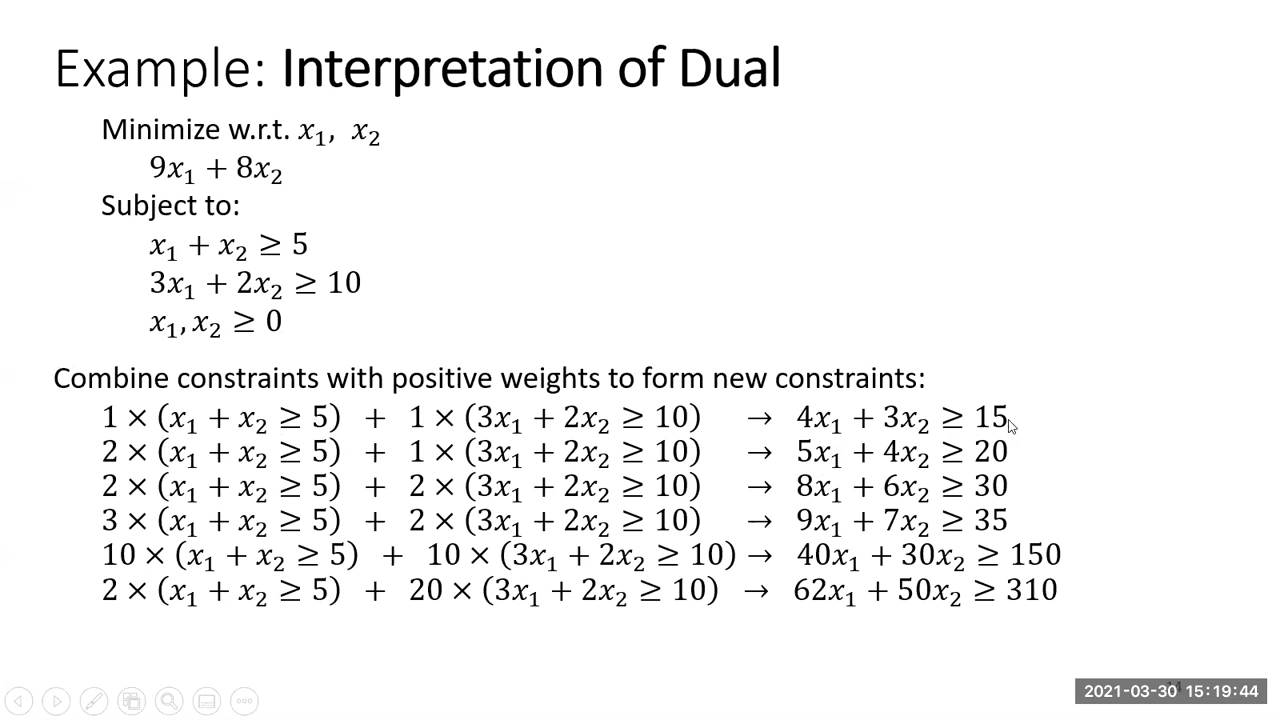 Example: Interpretation of Dual
Minimize w.r.t. x₁, x₂
9x₁ + 8x₂
Subject to:
x₁ + x₂ ≥ 5
3x₁ + 2x₂ ≥ 10
x₁, x₂ ≥ 0
Combine constraints with positive weights to form new constraints:
1 × (x₁ + x₂ ≥ 5) + 1 × (3x₁ + 2x₂ ≥ 10) → 4x₁ + 3x₂ ≥ 15
2 × (x₁ + x₂ ≥ 5) + 1 × (3x₁ + 2x₂ ≥ 10) → 5x₁ + 4x₂ ≥ 20
2 × (x₁ + x₂ ≥ 5) + 2 × (3x₁ + 2x₂ ≥ 10) → 8x₁ + 6x₂ ≥ 30
3 × (x₁ + x₂ ≥ 5) + 2 × (3x₁ + 2x₂ ≥ 10) → 9x₁ + 7x₂ ≥ 35
10 × (x₁ + x₂ ≥ 5) + 10 × (3x₁ + 2x₂ ≥ 10) → 40x₁ + 30x₂ ≥ 150
2 × (x₁ + x₂ ≥ 5) + 20 × (3x₁ + 2x₂ ≥ 10) → 62x₁ + 50x₂ ≥ 310
2021-03-30 15:19:44